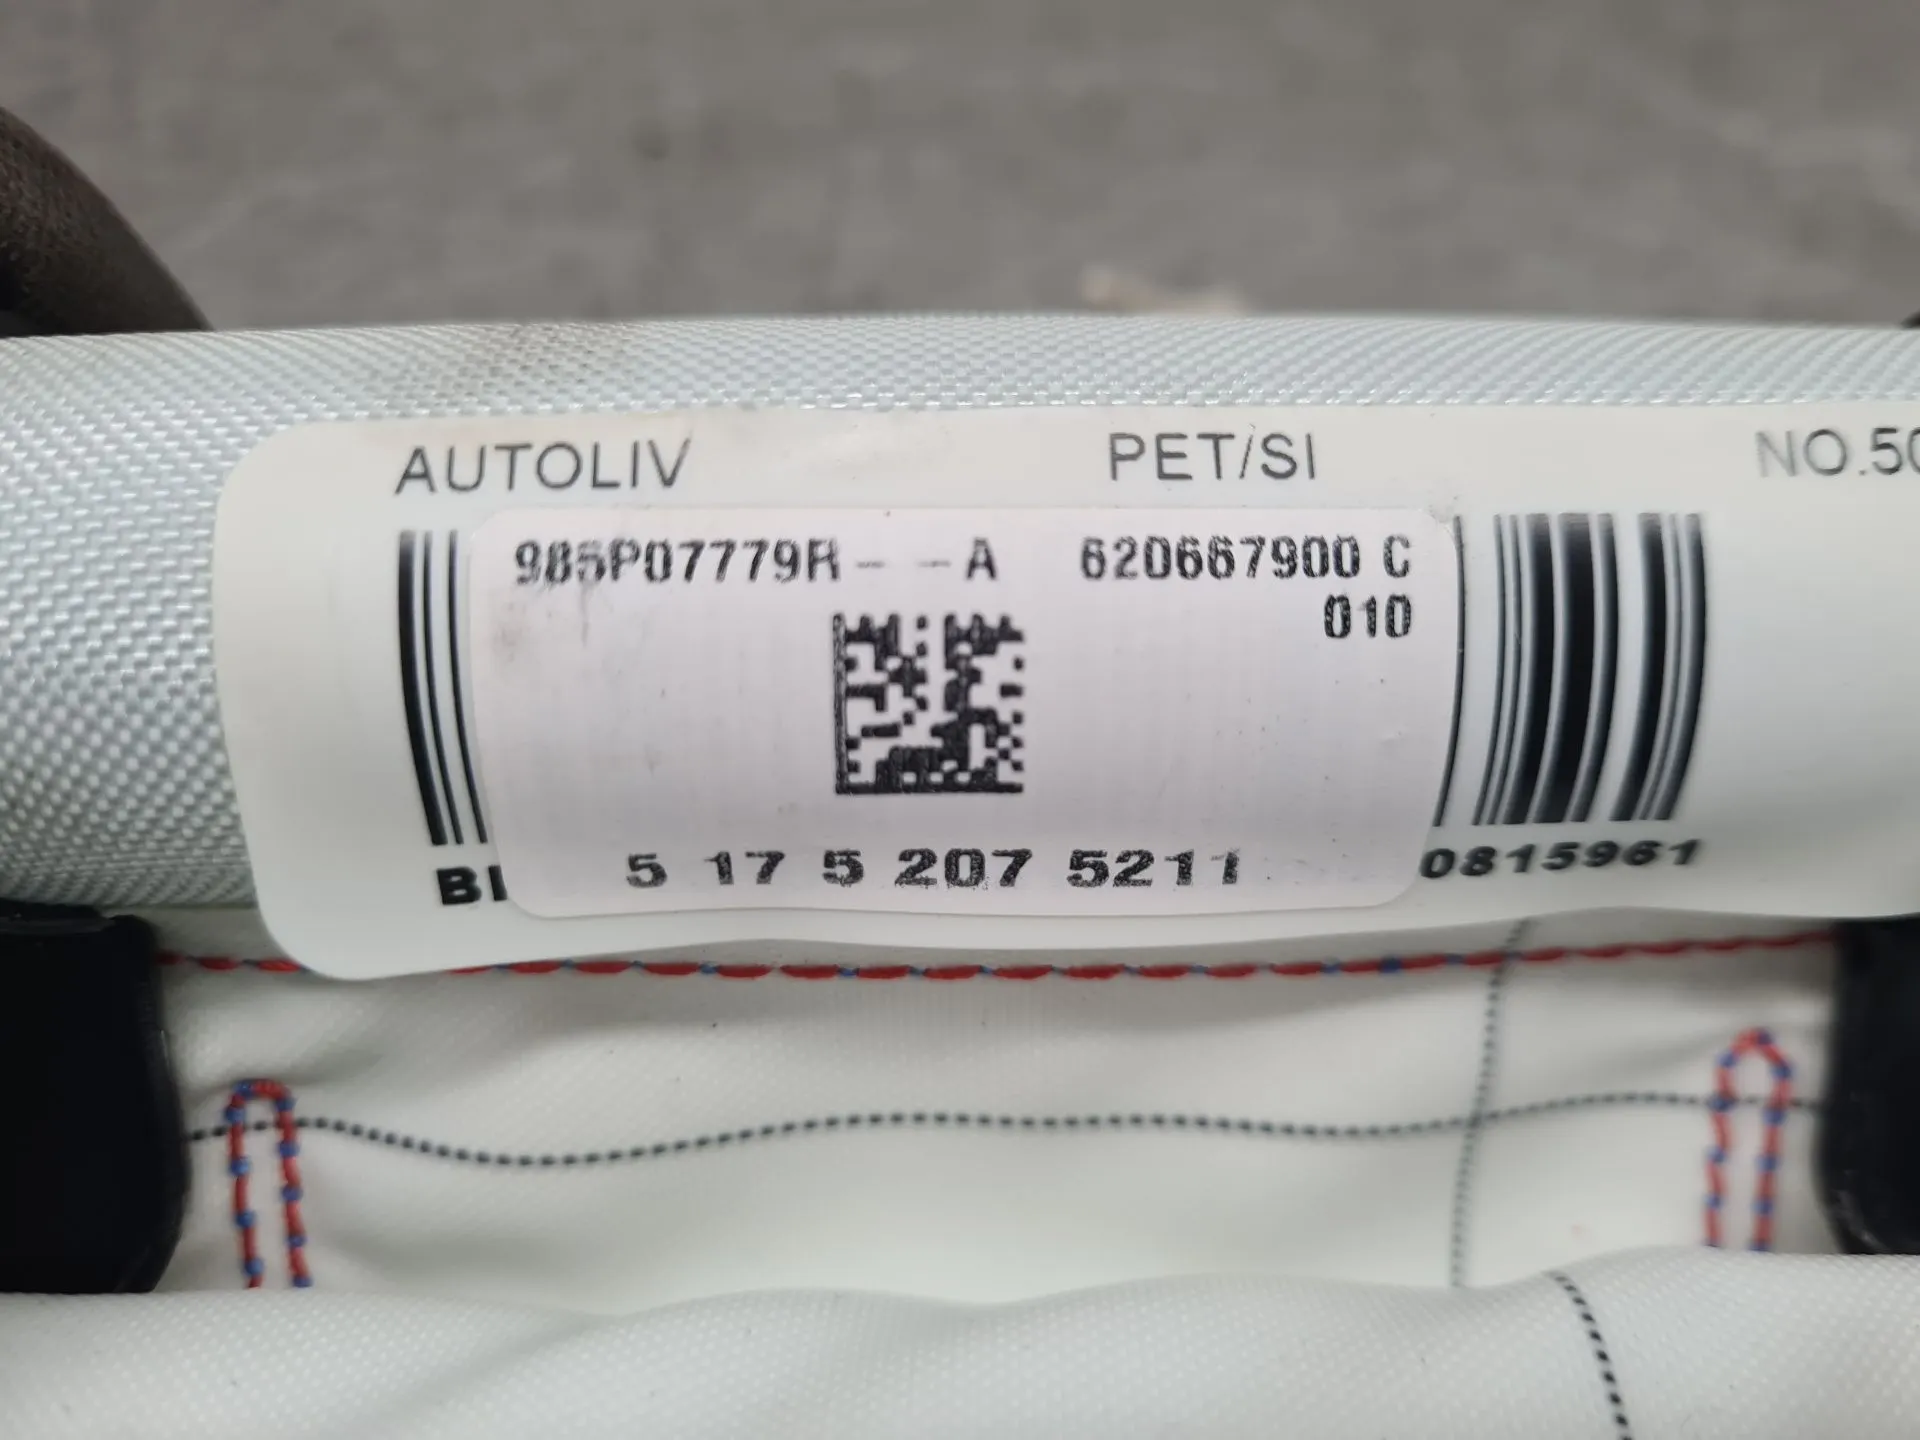 AUTOLIV PET/SI NO.50
985P07779R--A 620667900 C
010
5 17 5 207 5211
BI 0815961